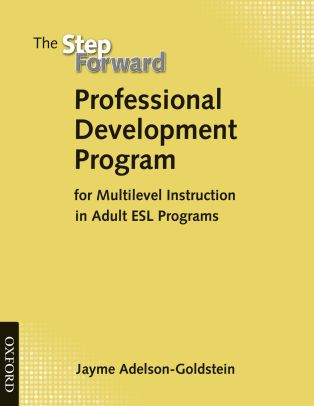 The Step
Forward
Professional
Development
Program
for Multilevel Instruction
in Adult ESL Programs
OXFORD
Jayme Adelson-Goldstein